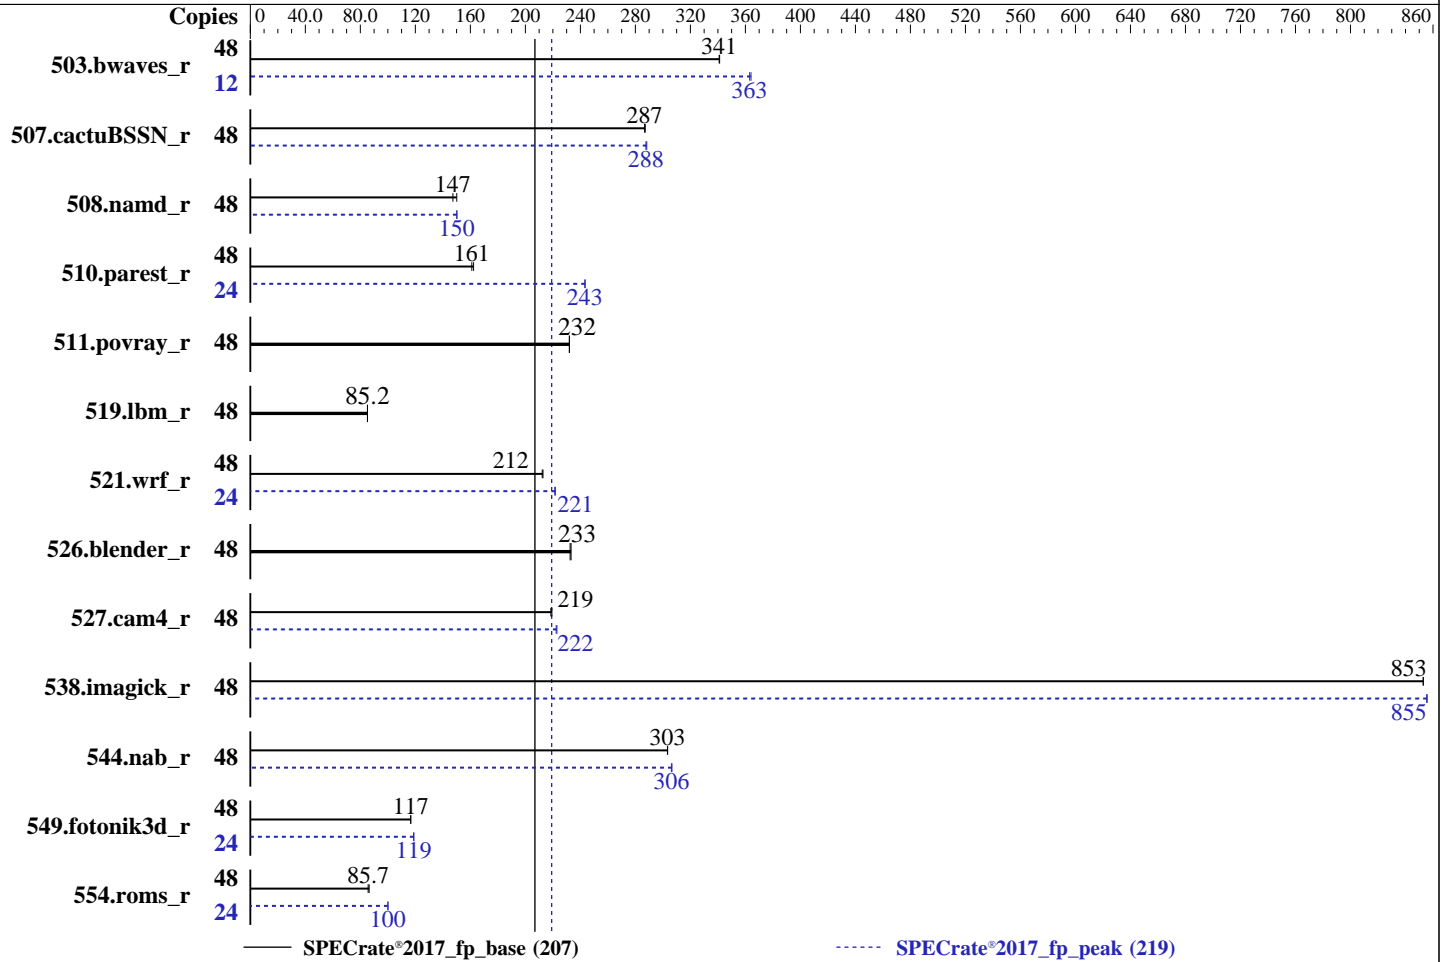 Copies 0 40.0 85.0 120 160 200 240 280 320 360 400 440 480 520 560 600 640 680 720 760 800 860
503.bwaves_r 48 341
12 363
507.cactuBSSN_r 48 287
288
508.namd_r 48 147
150
510.parest_r 48 161
24 243
511.povray_r 48 232
519.lbm_r 48 85.2
521.wrf_r 48 212
24 221
526.blender_r 48 233
527.cam4_r 48 219
222
538.imagick_r 48 853
855
544.nab_r 48 303
306
549.fotonik3d_r 48 117
24 119
554.roms_r 48 85.7
24 100
SPECrate®2017_fp_base (207) SPECrate®2017_fp_peak (219)